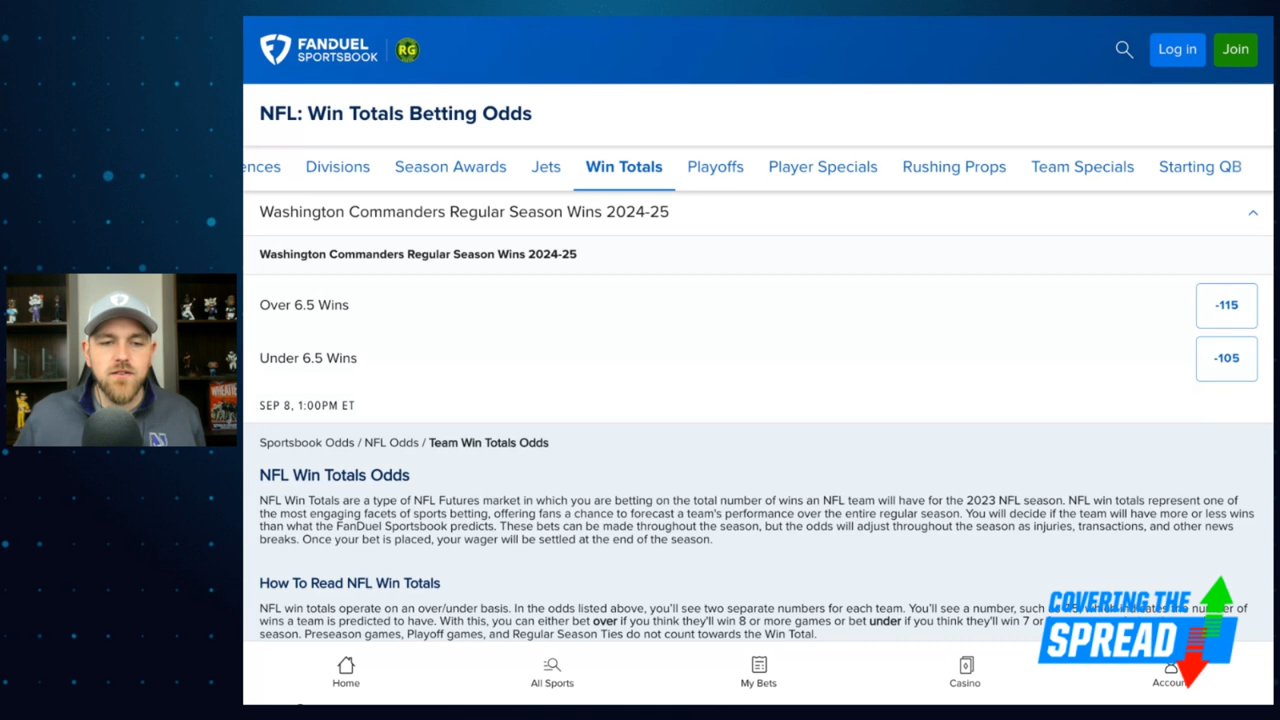 FANDUEL
SPORTSBOOK
RG
Log in
Join
NFL: Win Totals Betting Odds
ences Divisions Season Awards Jets Win Totals Playoffs Player Specials Rushing Props Team Specials Starting QB
Washington Commanders Regular Season Wins 2024-25
Washington Commanders Regular Season Wins 2024-25
Over 6.5 Wins
-115
Under 6.5 Wins
-105
SEP 8, 1:00PM ET
Sportsbook Odds / NFL Odds / Team Win Totals Odds
NFL Win Totals Odds
NFL Win Totals are a type of NFL Futures market in which you are betting on the total number of wins an NFL team will have for the 2023 NFL season. NFL win totals represent one of
the most engaging facets of sports betting, offering fans a chance to forecast a team's performance over the entire regular season. You will decide if the team will have more or less wins
than what the FanDuel Sportsbook predicts. These bets can be made throughout the season, but the odds will adjust throughout the season as injuries, transactions, and other news
breaks. Once your bet is placed, your wager will be settled at the end of the season.
How To Read NFL Win Totals
NFL win totals operate on an over/under basis. In the odds listed above, you'll see two separate numbers for each team. You'll see a number, such of
wins a team is predicted to have. With this, you can either bet over if you think they'll win 8 or more games or bet under if you think they'll win 7 or
season. Preseason games, Playoff games, and Regular Season Ties do not count towards the Win Total.
COVERING THE
SPREAD
Home
All Sports
My Bets
Casino
WHEATIES
N